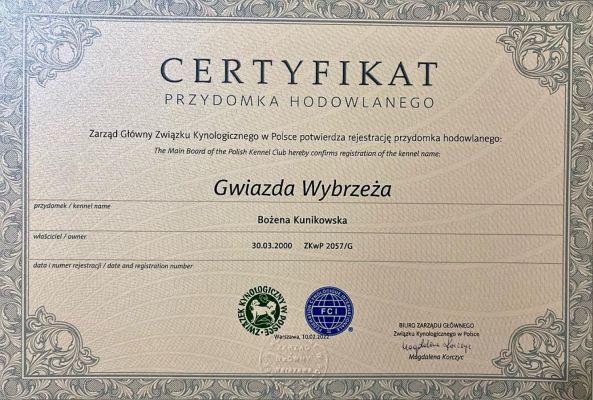 CERTYFIKAT
PRZYDOMKA HODOWLANEGO
Zarząd Główny Związku Kynologicznego w Polsce potwierdza rejestrację przydomka hodowlanego:
The Main Board of the Polish Kennel Club hereby confirms registration of the kennel name:
Gwiazda Wybrzeża
przydomek / kennel name
Bożena Kunikowska
właściciel / owner
30.03.2000 ZKwP 2057/G
data i numer rejestracji / date and registration number
ZWIĄZEK KYNOLOGICZNY W POLSCE
FCI
Warszawa, 10.02.2022
BIURO ZARZĄDU GŁÓWNEGO
Związku Kynologicznego w Polsce
Magdalena Korczyc
Magdalena Korczyc